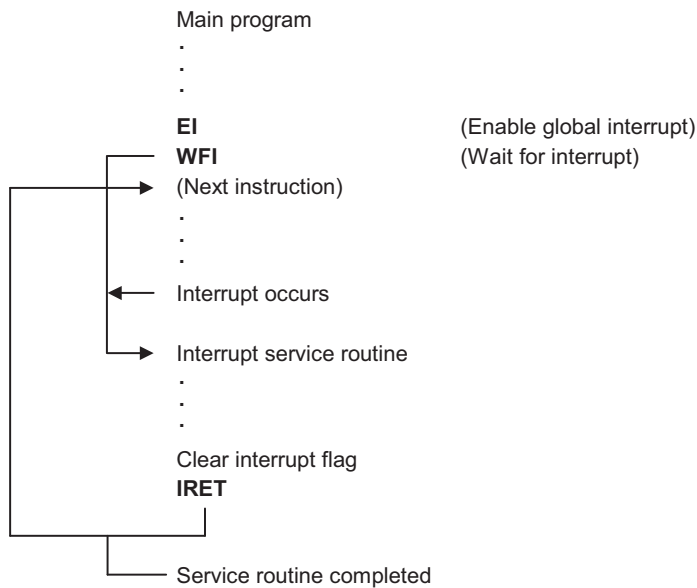 Main program
.
.
.
EI (Enable global interrupt)
WFI (Wait for interrupt)
(Next instruction)
.
.
.
Interrupt occurs
Interrupt service routine
.
.
.
Clear interrupt flag
IRET
Service routine completed